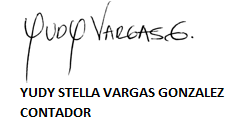 Yudy Vargas G.
YUDY STELLA VARGAS GONZALEZ
CONTADOR